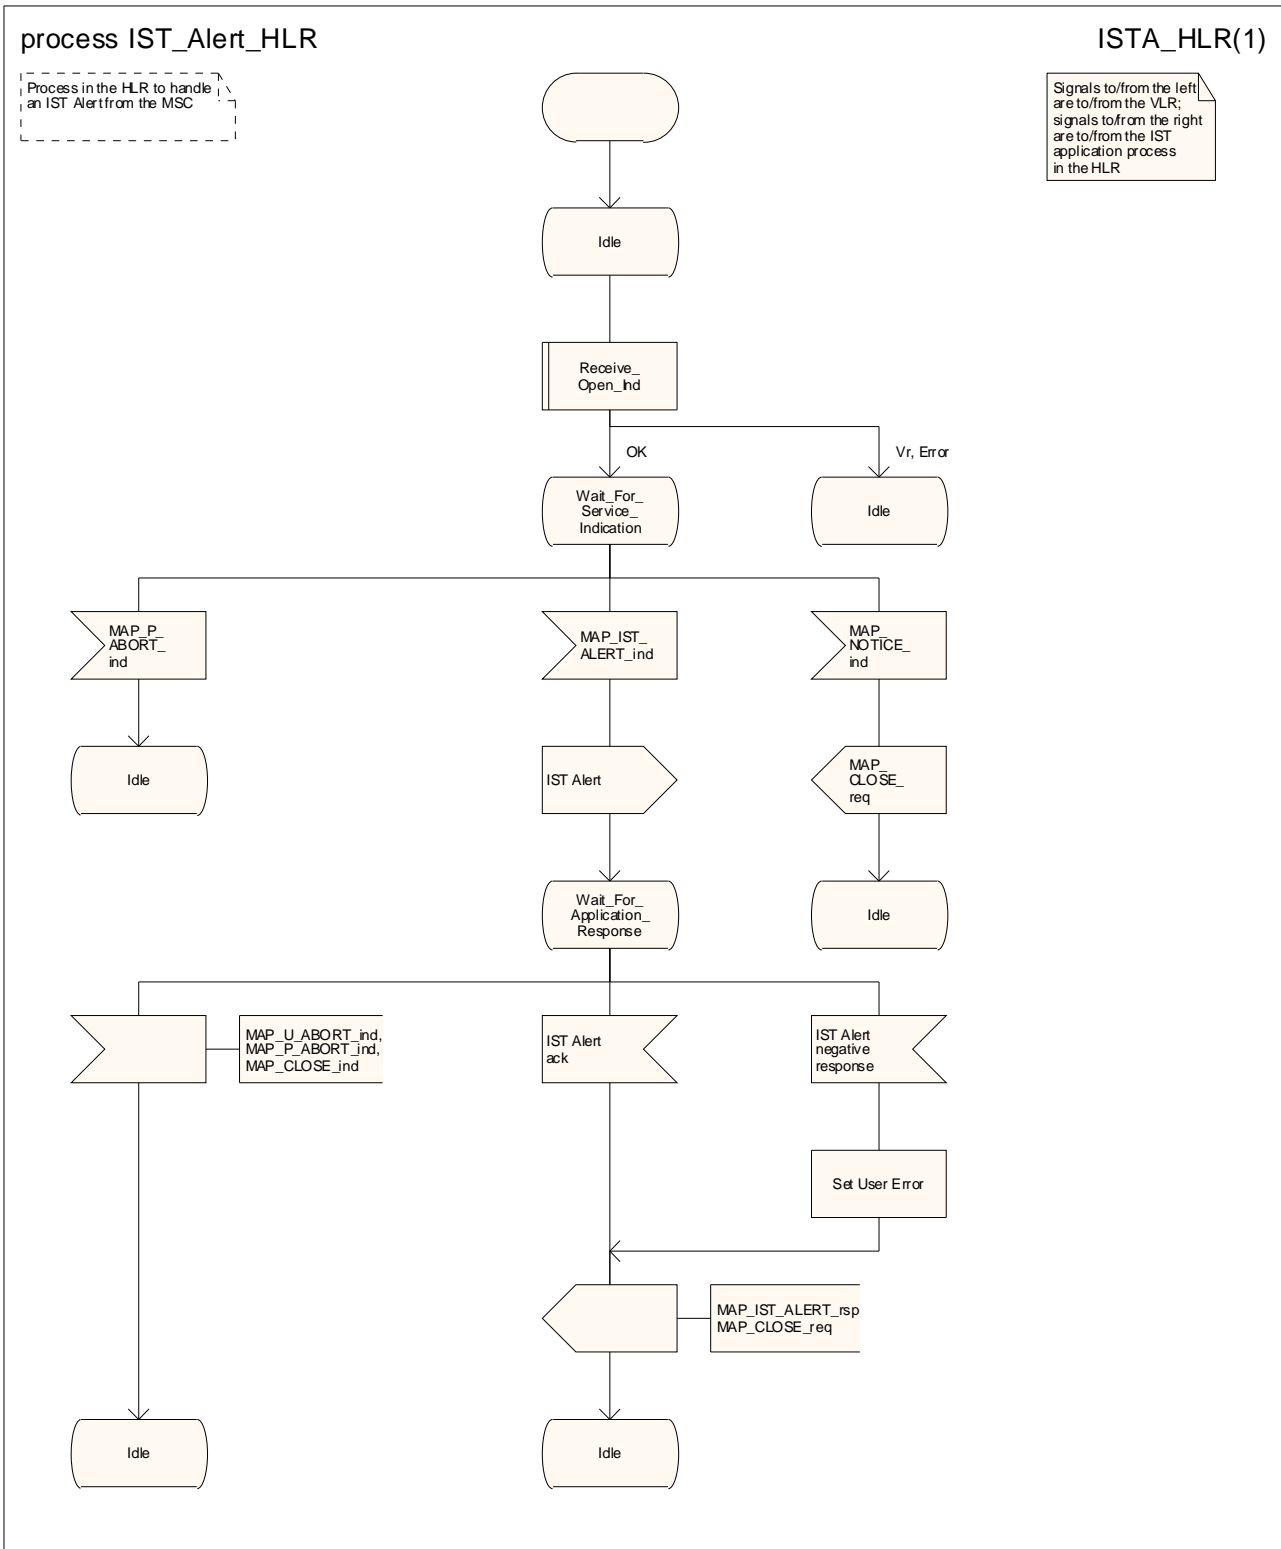 process IST_Alert_HLR
ISTA_HLR(1)
Process in the HLR to handle
an IST Alert from the MSC
Signals to/from the left
are to/from the VLR;
signals to/from the right
are to/from the IST
application process
in the HLR
Idle
Receive_
Open_Ind
OK
Vr, Error
Wait_For_
Service_
Indication
Idle
MAP_P_
ABORT_
ind
MAP_IST_
ALERT_ind
MAP_
NOTICE_
ind
Idle
IST Alert
MAP_
CLOSE_
req
Wait_For_
Application_
Response
Idle
MAP_U_ABORT_ind,
MAP_P_ABORT_ind,
MAP_CLOSE_ind
IST Alert
ack
IST Alert
negative
response
Set User Error
MAP_IST_ALERT_rsp
MAP_CLOSE_req
Idle
Idle